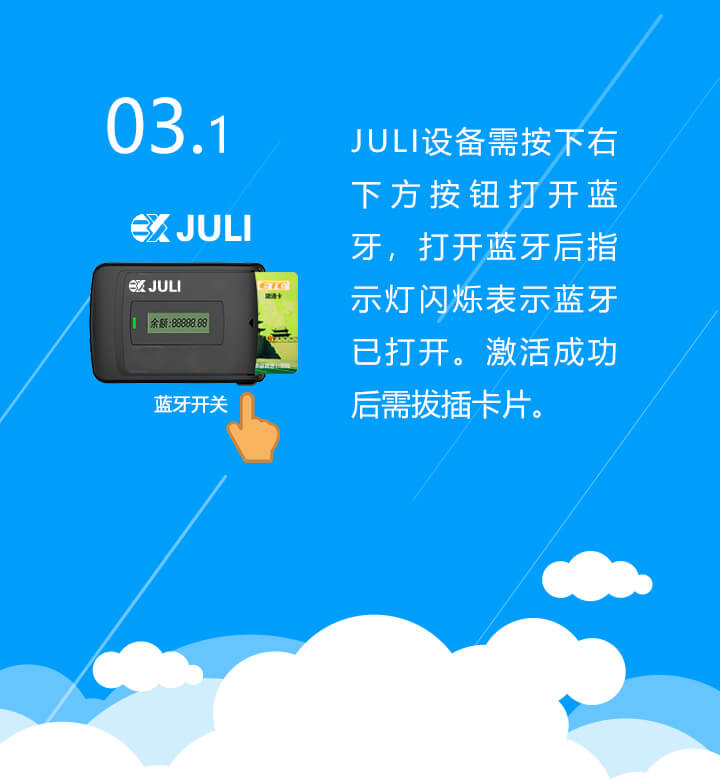 03.1
JULI设备需按下右
下方按钮打开蓝
牙，打开蓝牙后指
示灯闪烁表示蓝牙
已打开。激活成功
后需拔插卡片。
JULI
JULI
余额:88888.88
ETC
蓝牙开关